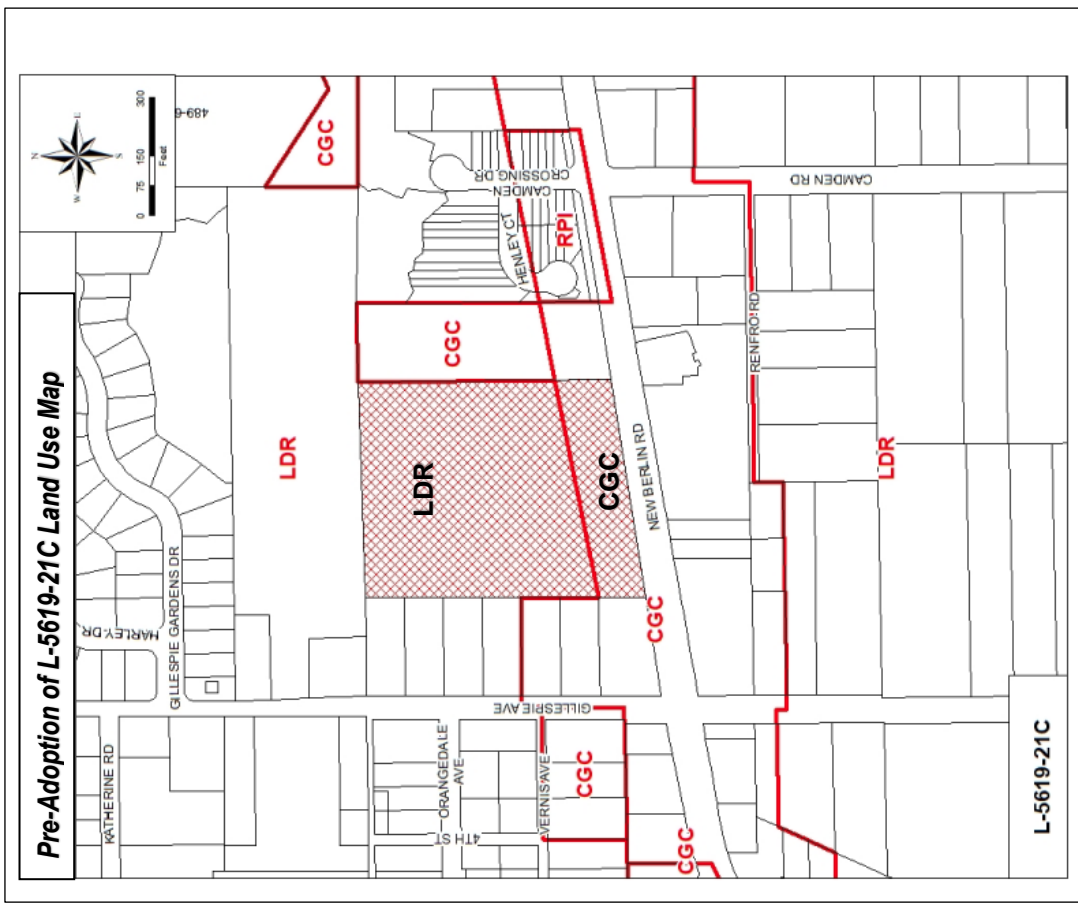 Pre-Adoption of L-5619-21C Land Use Map
N
W
E
S
0 75 150 300
Feet
489-6
KATHERINE RD
HARLEY DR
GILLESPIE GARDENS DR
LDR
CGC
ORANGEDALE
AVE
4TH ST
VERNIS AVE
GILLESPIE AVE
LDR
CGC
CGC
HENLEY CT
CAMDEN
CROSSING DR
RPI
CGC
CGC
CGC
NEW BERLIN RD
RENFRO RD
CAMDEN RD
LDR
L-5619-21C